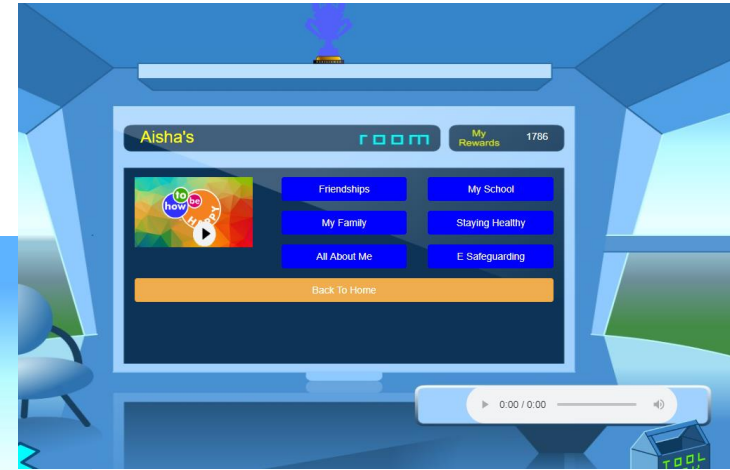 Aisha's room My Rewards 1786
how to be HAPPY
Friendships My School
My Family Staying Healthy
All About Me E Safeguarding
Back To Home
0:00 / 0:00
TOOL